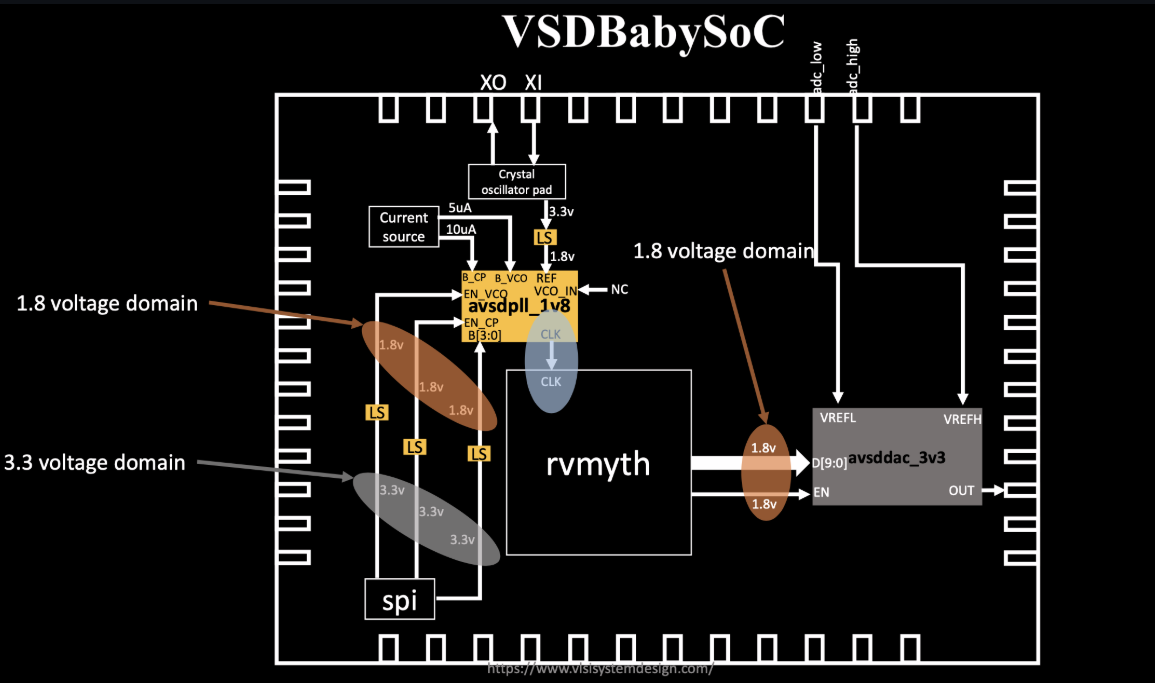 VSDBabySoC
adc_low
adc_high
XO
XI
Crystal
oscillator pad
Current
source
5uA
10uA
3.3v
LS
1.8v
1.8 voltage domain
B_CP
B_VCO
REF
EN_VCO
VCO_IN
NC
avsdpll_1v8
EN_CP
B[3:0]
CLK
CLK
1.8 voltage domain
1.8v
1.8v
1.8v
LS
LS
LS
3.3 voltage domain
3.3v
3.3v
3.3v
spi
rvmyth
1.8v
1.8v
VREFL
VREFH
D[9:0]
avsddac_3v3
EN
OUT
https://www.vlsisystemdesign.com/